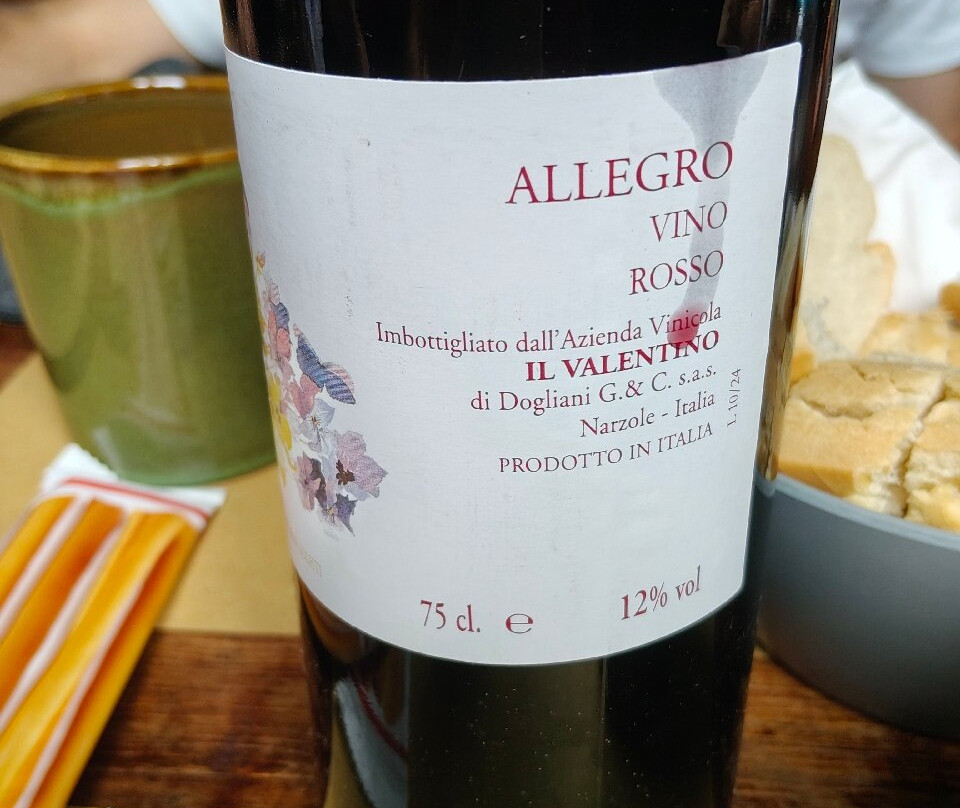 ALLEGRO
VINO
ROSSO
Imbottigliato dall'Azienda Vinicola
IL VALENTINO
di Dogliani G.& C. s.a.s.
Narzole - Italia
PRODOTTO IN ITALIA
L.10/24
75 cl. ℮
12% vol